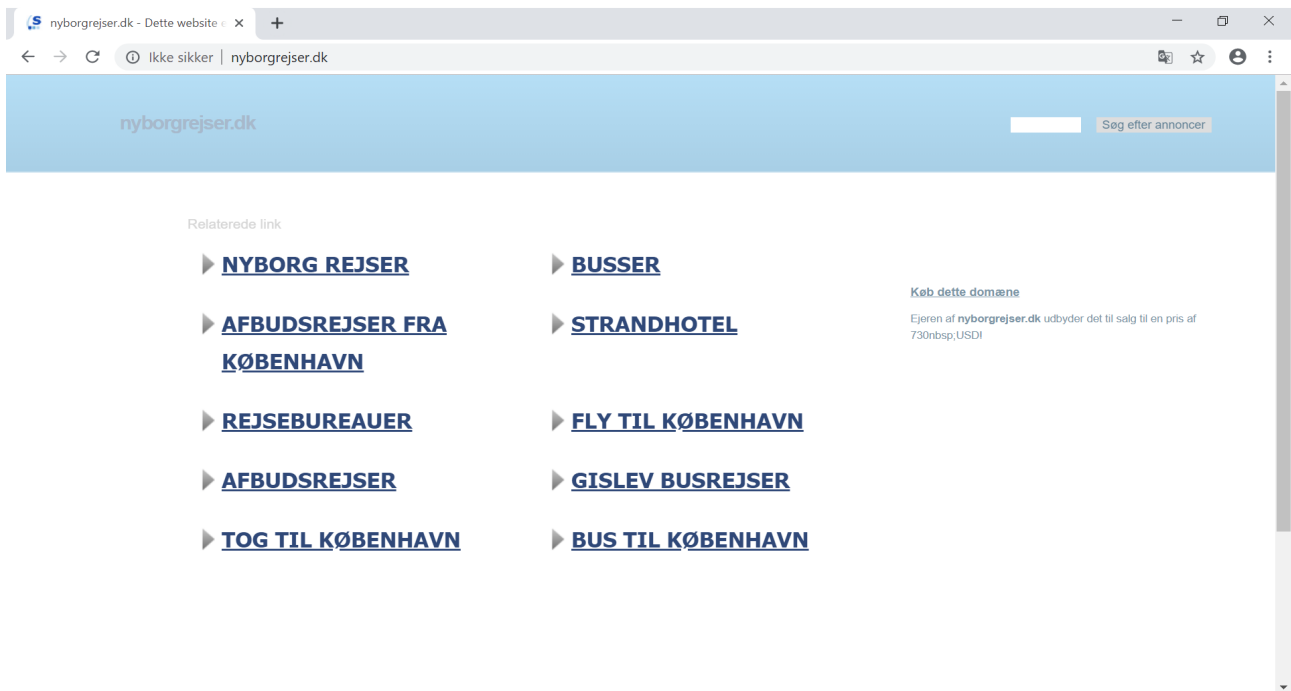 nyborgrejser.dk - Dette website e
Ikke sikker | nyborgrejser.dk
nyborgrejser.dk
Søg efter annoncer
Relaterede link
NYBORG REJSER
BUSSER
AFBUDSREJSER FRA
KØBENHAVN
STRANDHOTEL
REJSEBUREAUER
FLY TIL KØBENHAVN
AFBUDSREJSER
GISLEV BUSREJSER
TOG TIL KØBENHAVN
BUS TIL KØBENHAVN
Køb dette domæne
Ejeren af nyborgrejser.dk udbyder det til salg til en pris af
730nbsp;USD!